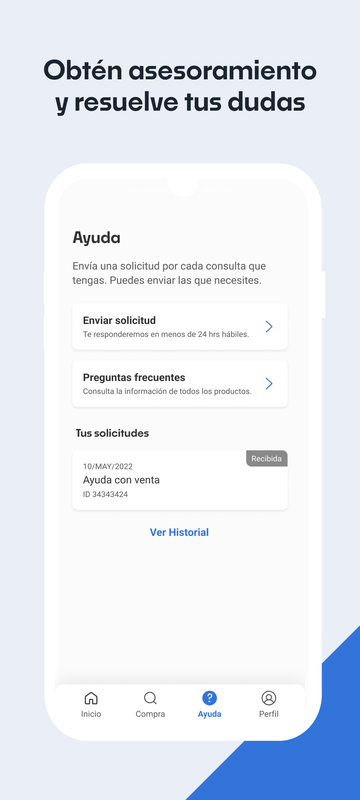 Obtén asesoramiento
y resuelve tus dudas
Ayuda
Envía una solicitud por cada consulta que
tengas. Puedes enviar las que necesites.
Enviar solicitud
Te responderemos en menos de 24 hrs hábiles.
Preguntas frecuentes
Consulta la información de todos los productos.
Tus solicitudes
Recibida
10/MAY/2022
Ayuda con venta
ID 34343424
Ver Historial
Inicio
Compra
Ayuda
Perfil